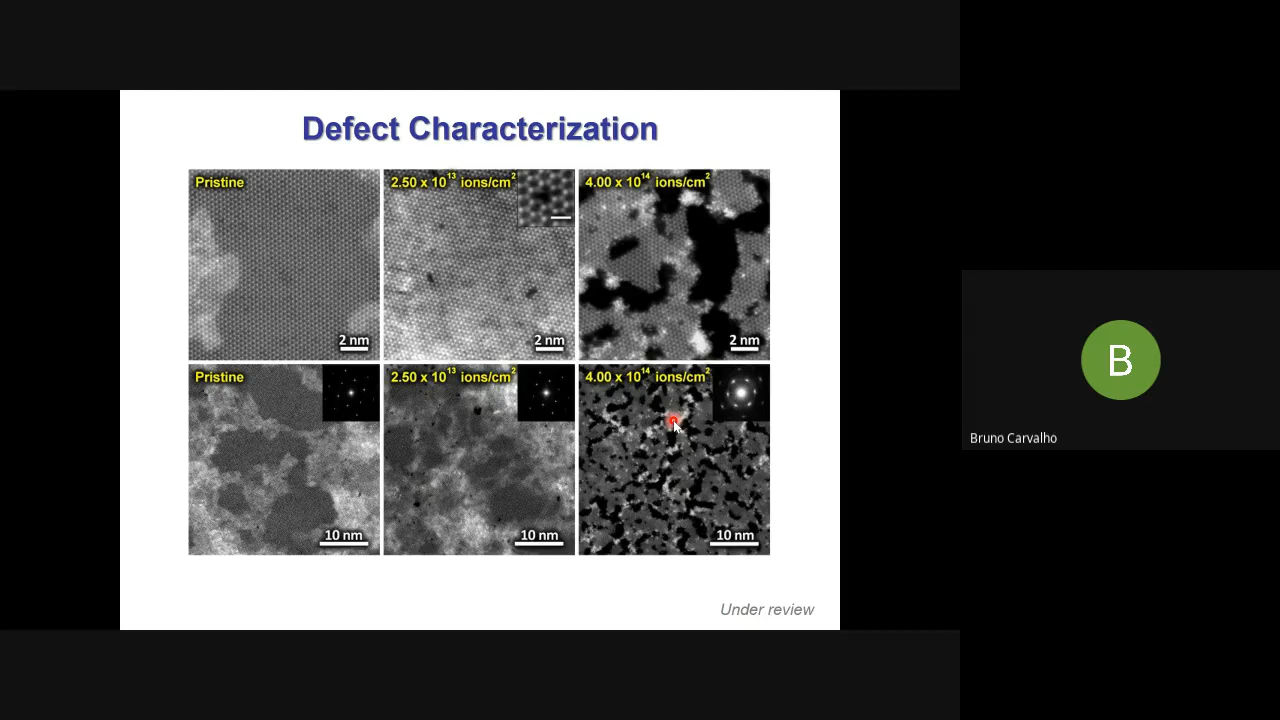 Defect Characterization
Pristine
2.50 x 10¹³ ions/cm²
4.00 x 10¹⁴ ions/cm²
2 nm
2 nm
2 nm
Pristine
2.50 x 10¹³ ions/cm²
4.00 x 10¹⁴ ions/cm²
10 nm
10 nm
10 nm
Under review
B
Bruno Carvalho